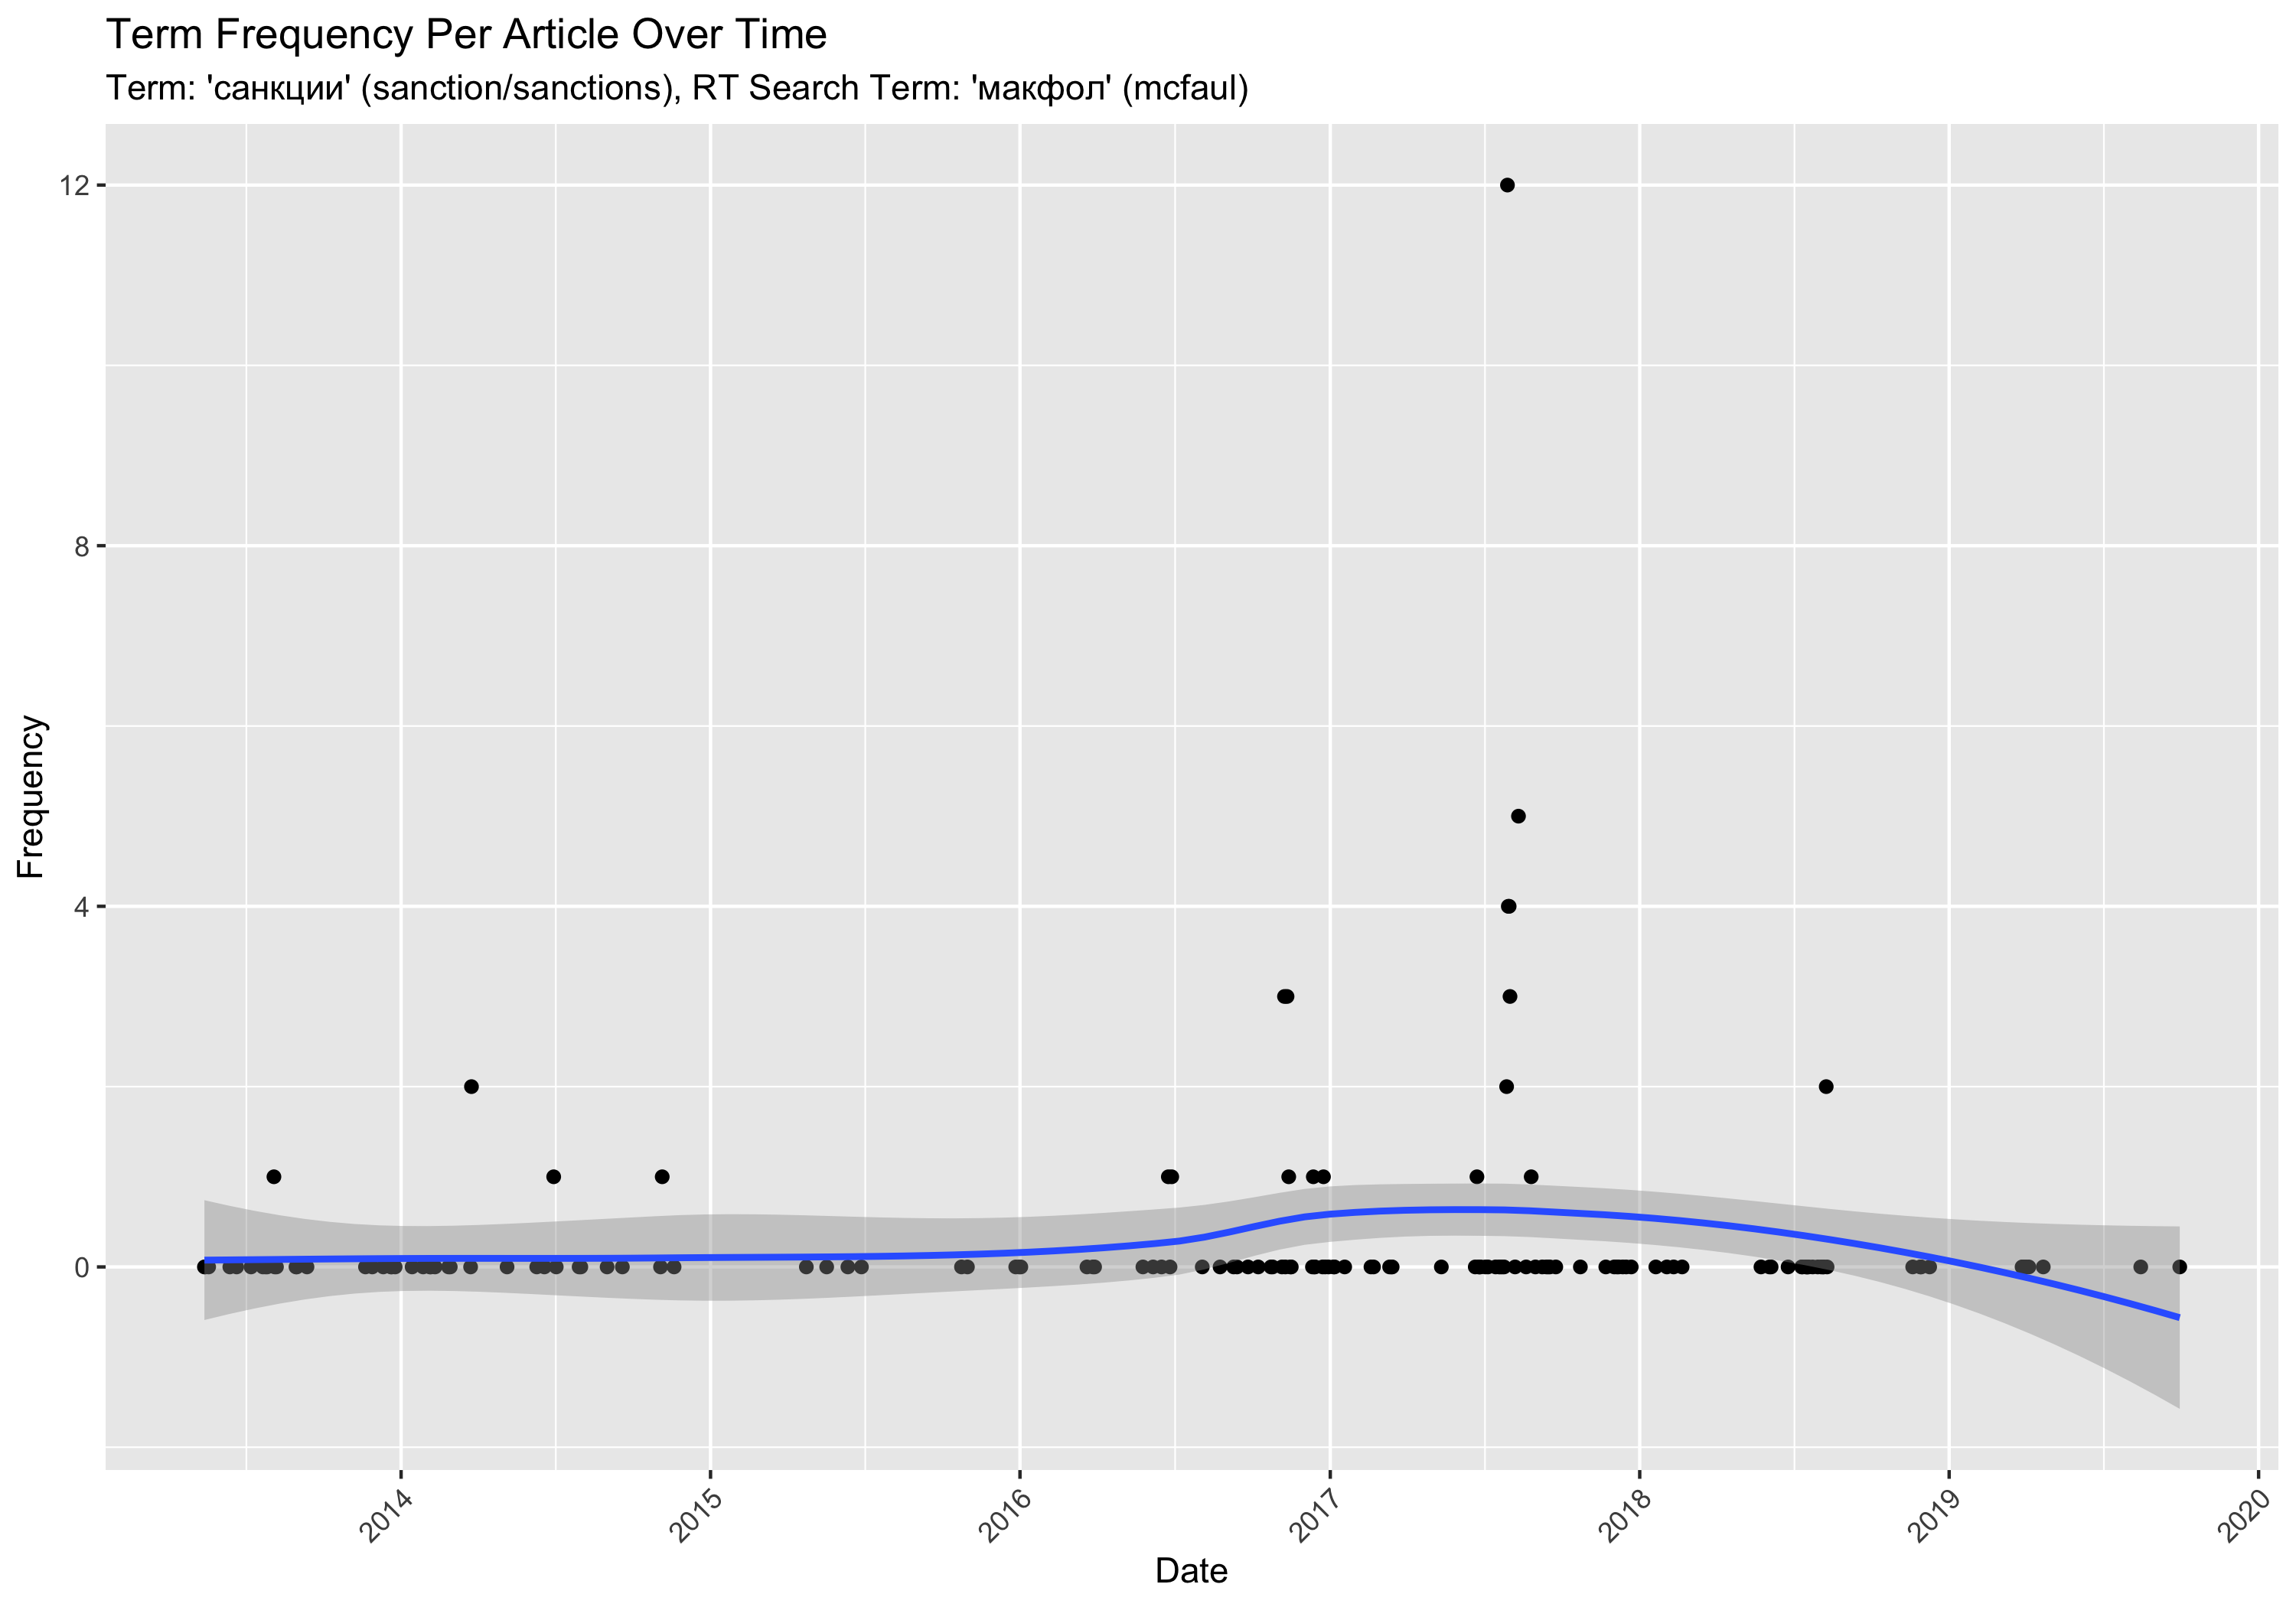 Term Frequency Per Article Over Time
Term: 'санкции' (sanction/sanctions), RT Search Term: 'макфол' (mcfaul)
12
8
4
0
Frequency
2014
2015
2016
2017
2018
2019
2020
Date